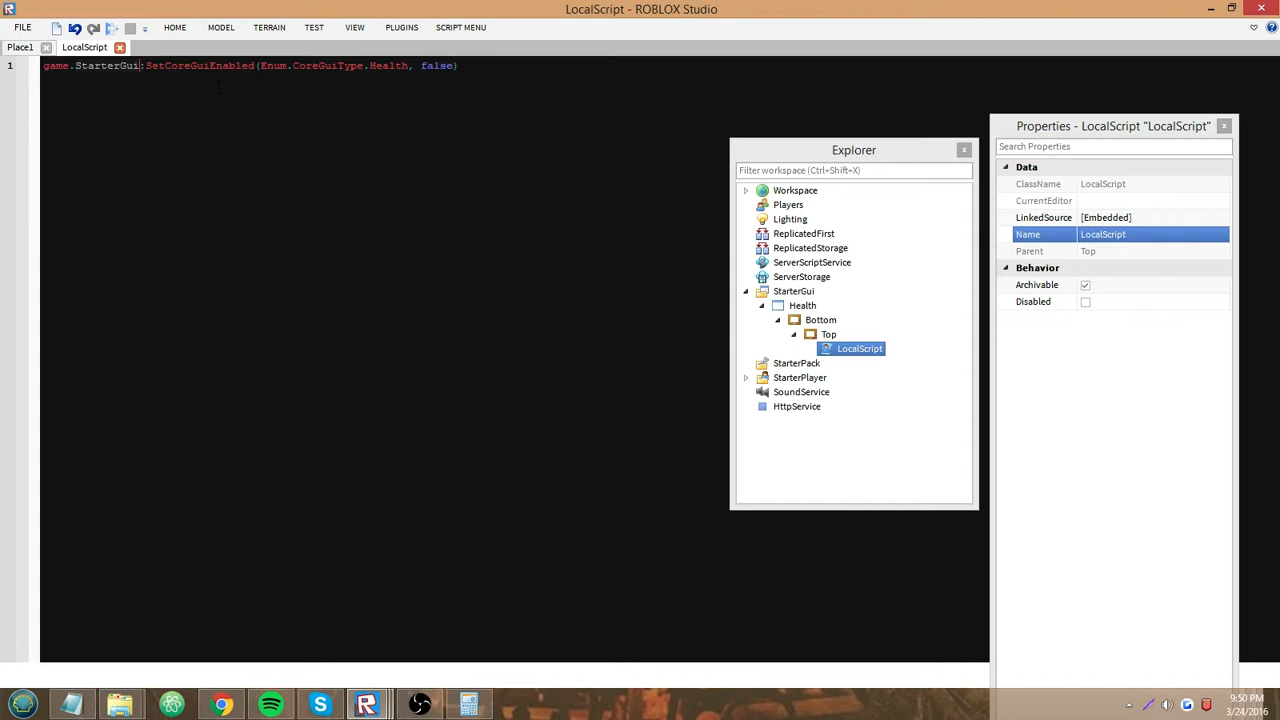 LocalScript - ROBLOX Studio
FILE HOME MODEL TERRAIN TEST VIEW PLUGINS SCRIPT MENU
Place1 LocalScript
1 game.StarterGui:SetCoreGuiEnabled(Enum.CoreGuiType.Health, false)
Explorer
Filter workspace (Ctrl+Shift+X)
Workspace
Players
Lighting
ReplicatedFirst
ReplicatedStorage
ServerScriptService
ServerStorage
StarterGui
Health
Bottom
Top
LocalScript
StarterPack
StarterPlayer
SoundService
HttpService
Properties - LocalScript "LocalScript"
Search Properties
Data
ClassName LocalScript
CurrentEditor
LinkedSource [Embedded]
Name LocalScript
Parent Top
Behavior
Archivable
Disabled
9:50 PM
3/24/2016